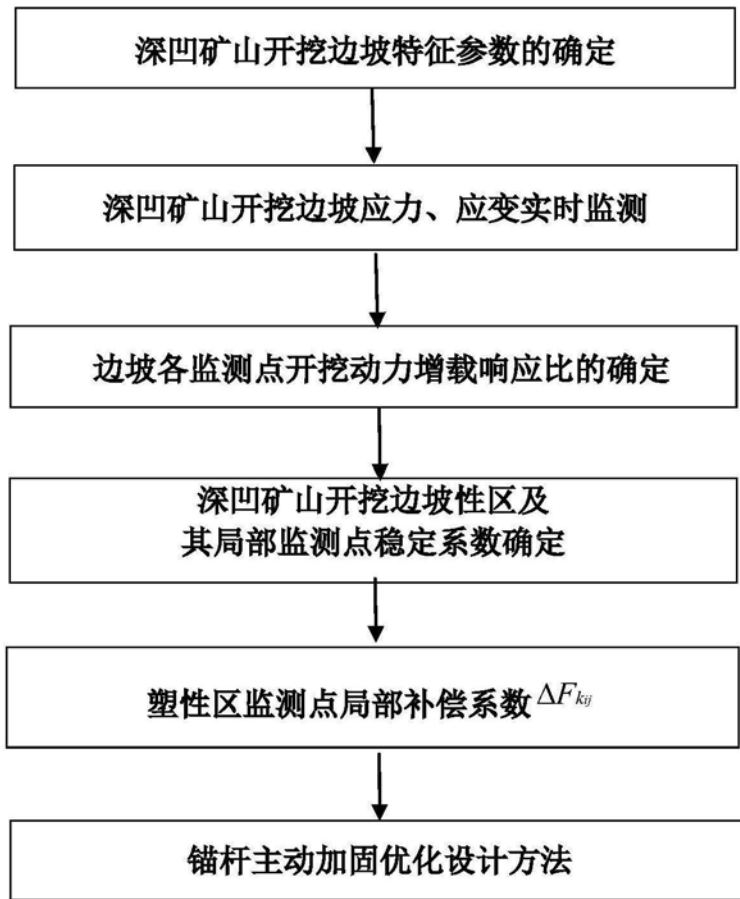 深凹矿山开挖边坡特征参数的确定
深凹矿山开挖边坡应力、应变实时监测
边坡各监测点开挖动力增载响应比的确定
深凹矿山开挖边坡性区及
其局部监测点稳定系数确定
塑性区监测点局部补偿系数 ΔF_{k_{ij}}
锚杆主动加固优化设计方法